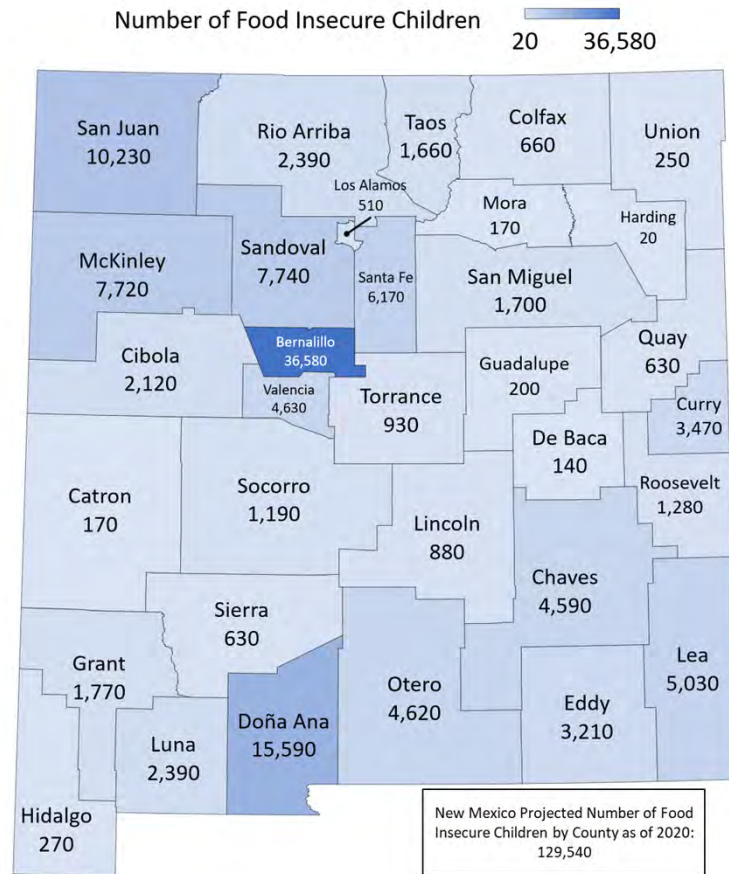 Number of Food Insecure Children
20 36,580
San Juan
10,230
Rio Arriba
2,390
Taos
1,660
Colfax
660
Union
250
Los Alamos
510
Mora
170
Harding
20
McKinley
7,720
Sandoval
7,740
Santa Fe
6,170
San Miguel
1,700
Cibola
2,120
Bernalillo
36,580
Valencia
4,630
Torrance
930
Guadalupe
200
Quay
630
Curry
3,470
De Baca
140
Roosevelt
1,280
Catron
170
Socorro
1,190
Lincoln
880
Chaves
4,590
Sierra
630
Grant
1,770
Doña Ana
15,590
Otero
4,620
Eddy
3,210
Lea
5,030
Luna
2,390
Hidalgo
270
New Mexico Projected Number of Food
Insecure Children by County as of 2020:
129,540